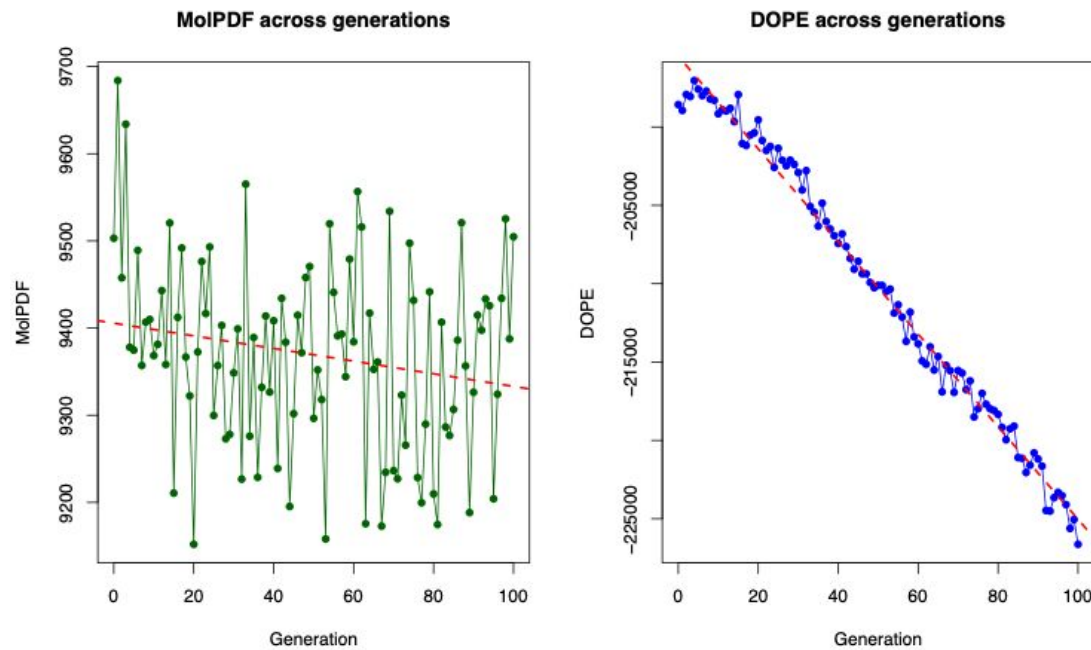 MolPDF across generations
MolPDF
9700
9600
9500
9400
9300
9200
0 20 40 60 80 100
Generation
DOPE across generations
DOPE
-205000
-215000
-225000
0 20 40 60 80 100
Generation